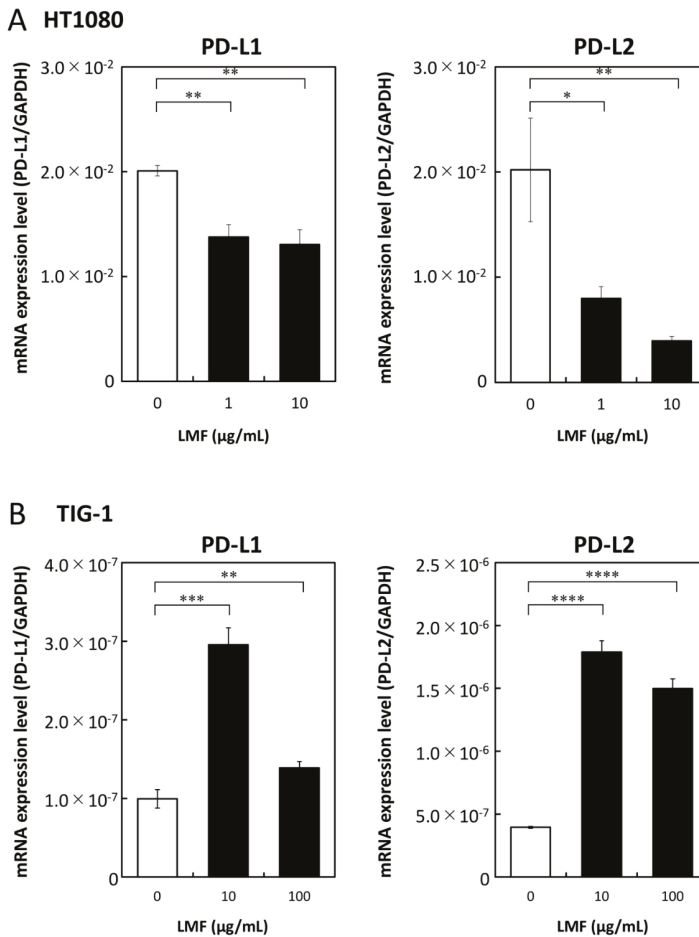 A HT1080
PD-L1
mRNA expression level (PD-L1/GAPDH)
3.0 × 10⁻²
2.0 × 10⁻²
1.0 × 10⁻²
0
**
**
0 1 10
LMF (µg/mL)
PD-L2
mRNA expression level (PD-L2/GAPDH)
3.0 × 10⁻²
2.0 × 10⁻²
1.0 × 10⁻²
0
**
*
0 1 10
LMF (µg/mL)
B TIG-1
PD-L1
mRNA expression level (PD-L1/GAPDH)
4.0 × 10⁻⁷
3.0 × 10⁻⁷
2.0 × 10⁻⁷
1.0 × 10⁻⁷
0
**
***
0 10 100
LMF (µg/mL)
PD-L2
mRNA expression level (PD-L2/GAPDH)
2.5 × 10⁻⁶
2.0 × 10⁻⁶
1.5 × 10⁻⁶
1.0 × 10⁻⁶
5.0 × 10⁻⁷
0
****
****
0 10 100
LMF (µg/mL)